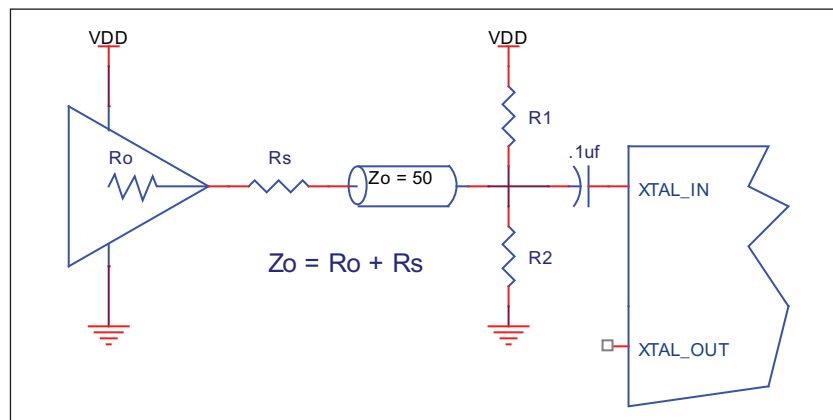 VDD
VDD
R1
Ro
Rs
Zo = 50
.1uf
XTAL_IN
R2
Zo = Ro + Rs
XTAL_OUT